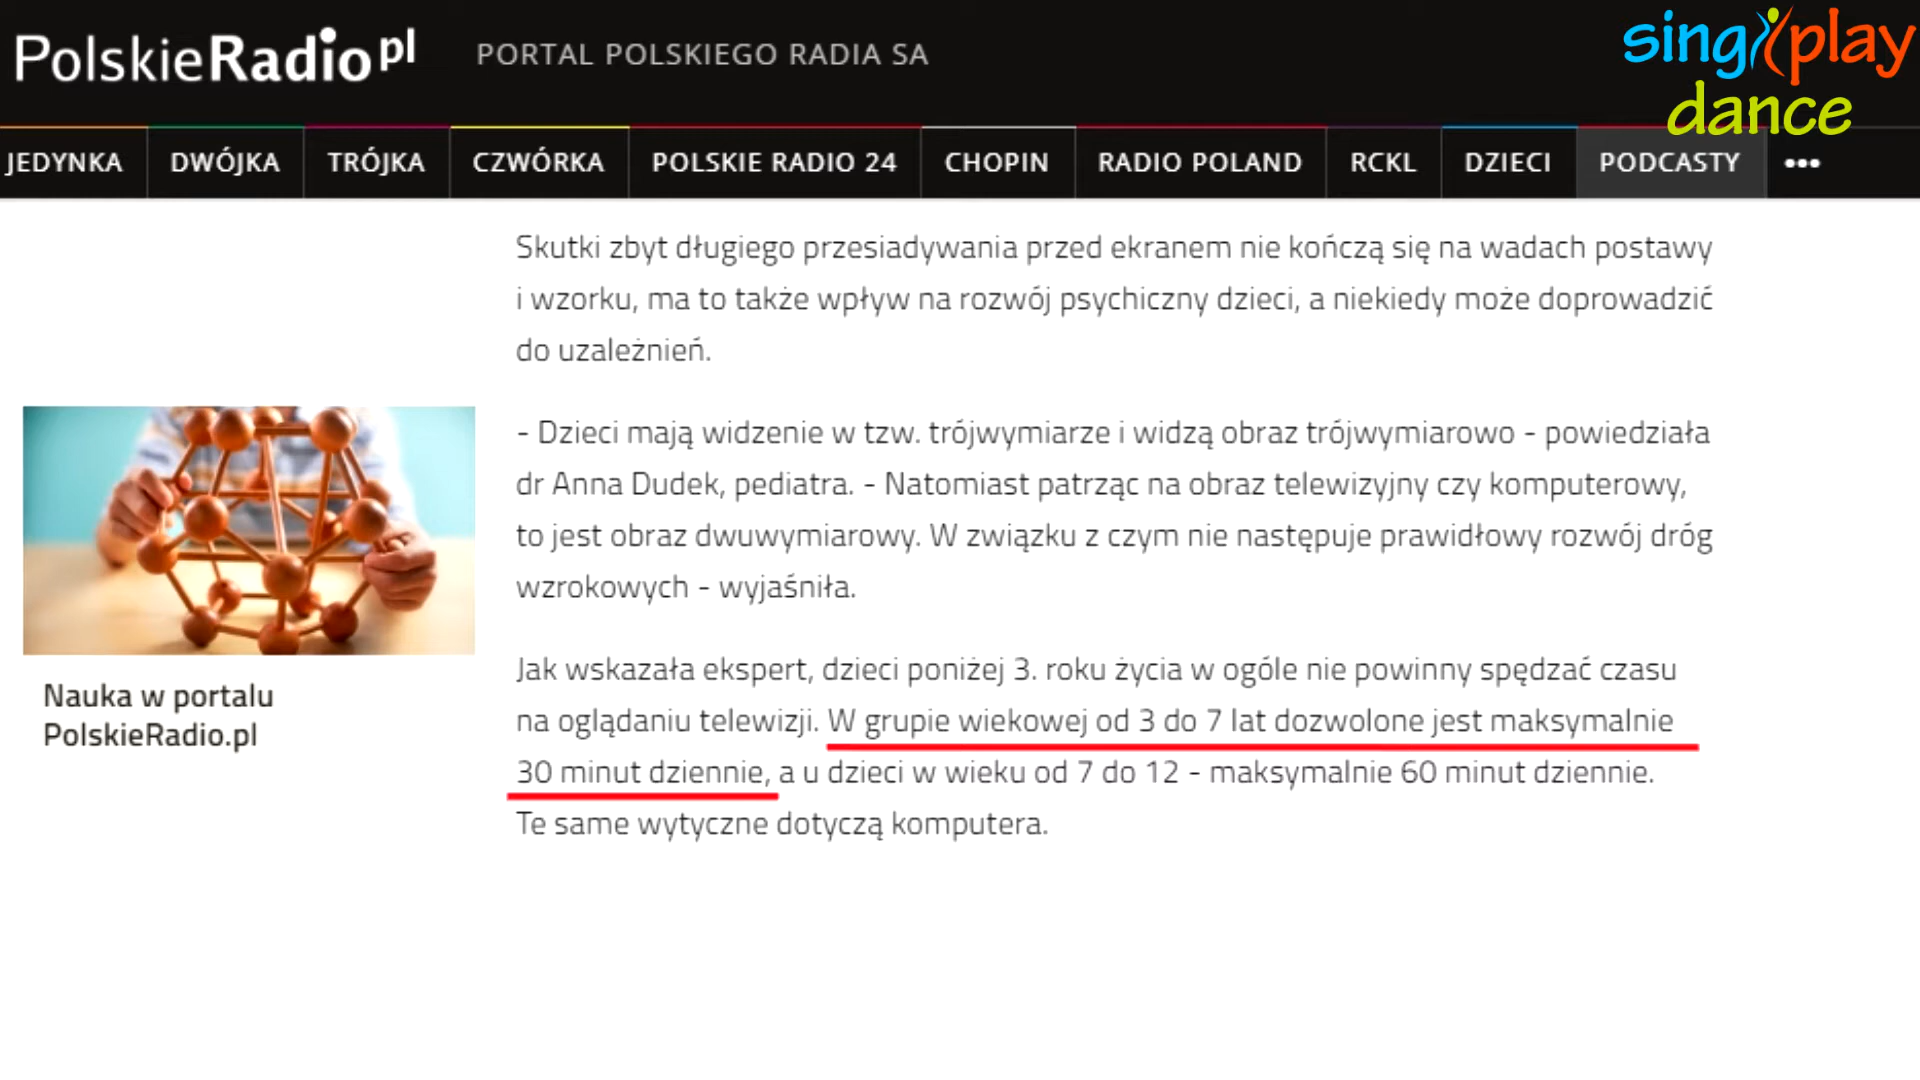 PolskieRadio.pl PORTAL POLSKIEGO RADIA SA
sing play
dance
JEDYNKA DWÓJKA TRÓJKA CZWÓRKA POLSKIE RADIO 24 CHOPIN RADIO POLAND RCKL DZIECI PODCASTY •••
Skutki zbyt długiego przesiadywania przed ekranem nie kończą się na wadach postawy
i wzorku, ma to także wpływ na rozwój psychiczny dzieci, a niekiedy może doprowadzić
do uzależnień.
- Dzieci mają widzenie w tzw. trójwymiarze i widzą obraz trójwymiarowo - powiedziała
dr Anna Dudek, pediatra. - Natomiast patrząc na obraz telewizyjny czy komputerowy,
to jest obraz dwuwymiarowy. W związku z czym nie następuje prawidłowy rozwój dróg
wzrokowych - wyjaśniła.
Jak wskazała ekspert, dzieci poniżej 3. roku życia w ogóle nie powinny spędzać czasu
na oglądaniu telewizji. W grupie wiekowej od 3 do 7 lat dozwolone jest maksymalnie
30 minut dziennie, a u dzieci w wieku od 7 do 12 - maksymalnie 60 minut dziennie.
Te same wytyczne dotyczą komputera.
Nauka w portalu
PolskieRadio.pl